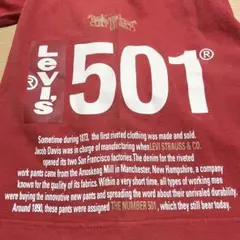 Levi's®
501®
Sometime during 1873, the first riveted clothing was made and sold.
Jacob Davis was in charge of manufacturing when LEVI STRAUSS & CO.
opened its two San Francisco factories. The denim for the riveted
work pants came from the Amoskeag Mill in Manchester, New Hampshire, a company
known for the quality of its fabrics. Within a very short time, all types of working men
were buying the innovative new pants and spreading the word about their unrivaled durability.
Around 1890, these pants were assigned THE NUMBER 501, which they still bear today.